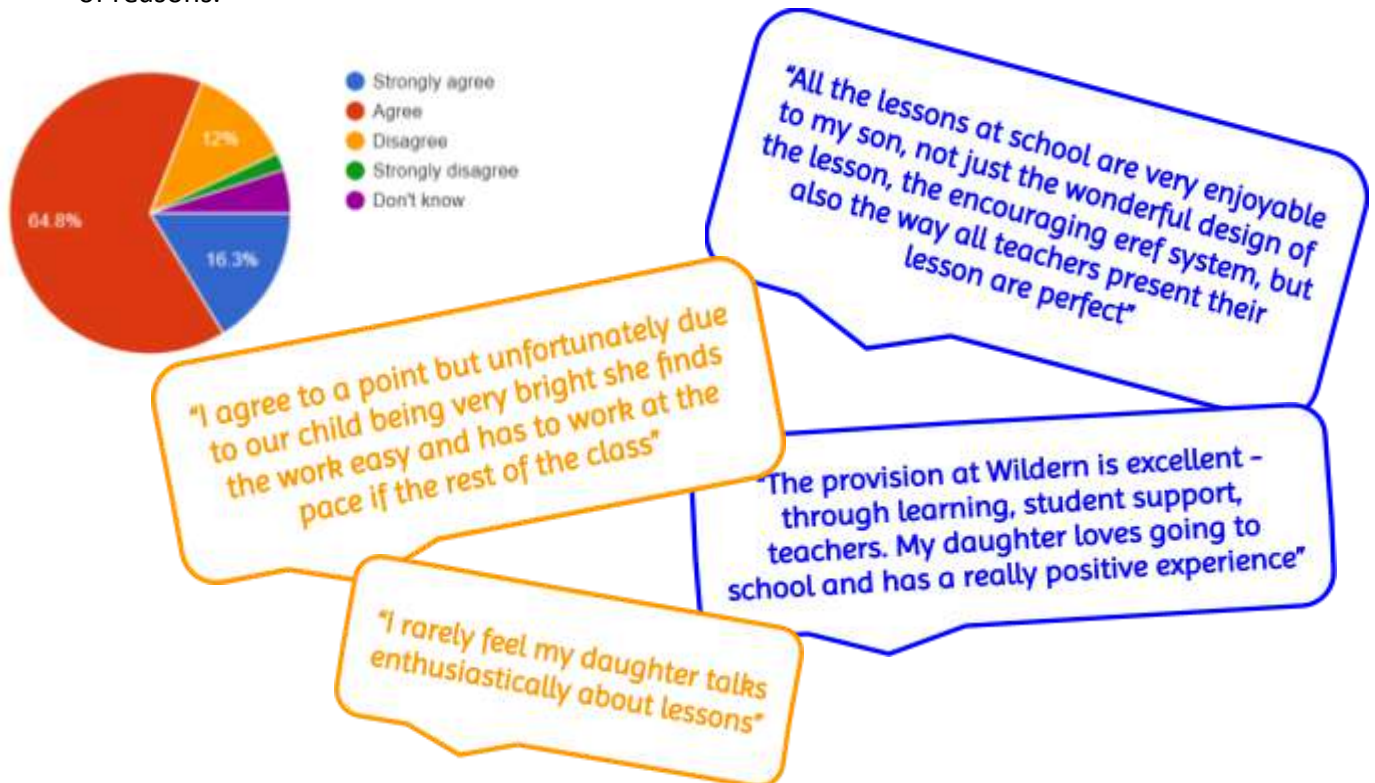 of reasons.
Strongly agree
Agree
Disagree
Strongly disagree
Don't know
12%
64.8%
16.3%
"All the lessons at school are very enjoyable
to my son, not just the wonderful design of
the lesson, the encouraging eref system, but
also the way all teachers present their
lesson are perfect"
"I agree to a point but unfortunately due
to our child being very bright she finds
the work easy and has to work at the
pace if the rest of the class"
"The provision at Wildern is excellent -
through learning, student support,
teachers. My daughter loves going to
school and has a really positive experience"
"I rarely feel my daughter talks
enthusiastically about lessons"